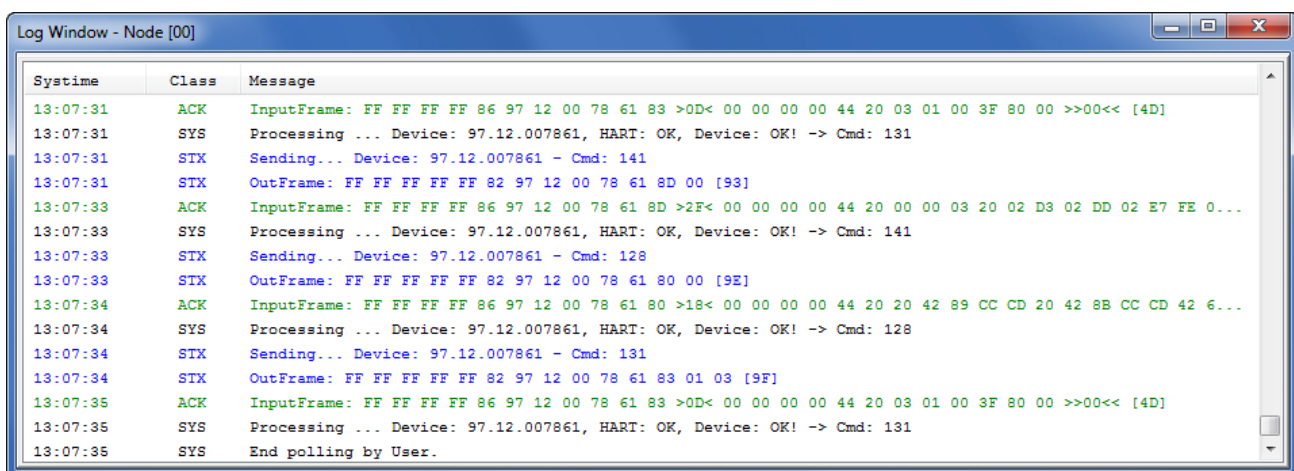 Log Window - Node [00]
Systime Class Message
13:07:31 ACK InputFrame: FF FF FF FF 86 97 12 00 78 61 83 >0D< 00 00 00 00 44 20 03 01 00 3F 80 00 >>00<< [4D]
13:07:31 SYS Processing ... Device: 97.12.007861, HART: OK, Device: OK! -> Cmd: 131
13:07:31 STX Sending... Device: 97.12.007861 - Cmd: 141
13:07:31 STX OutFrame: FF FF FF FF FF 82 97 12 00 78 61 8D 00 [93]
13:07:33 ACK InputFrame: FF FF FF FF 86 97 12 00 78 61 8D >2F< 00 00 00 00 44 20 00 00 03 20 02 D3 02 DD 02 E7 FE 0...
13:07:33 SYS Processing ... Device: 97.12.007861, HART: OK, Device: OK! -> Cmd: 141
13:07:33 STX Sending... Device: 97.12.007861 - Cmd: 128
13:07:33 STX OutFrame: FF FF FF FF FF 82 97 12 00 78 61 80 00 [9E]
13:07:34 ACK InputFrame: FF FF FF FF 86 97 12 00 78 61 80 >18< 00 00 00 00 44 20 20 42 89 CC CD 20 42 8B CC CD 42 6...
13:07:34 SYS Processing ... Device: 97.12.007861, HART: OK, Device: OK! -> Cmd: 128
13:07:34 STX Sending... Device: 97.12.007861 - Cmd: 131
13:07:34 STX OutFrame: FF FF FF FF FF 82 97 12 00 78 61 83 01 03 [9F]
13:07:35 ACK InputFrame: FF FF FF FF 86 97 12 00 78 61 83 >0D< 00 00 00 00 44 20 03 01 00 3F 80 00 >>00<< [4D]
13:07:35 SYS Processing ... Device: 97.12.007861, HART: OK, Device: OK! -> Cmd: 131
13:07:35 SYS End polling by User.